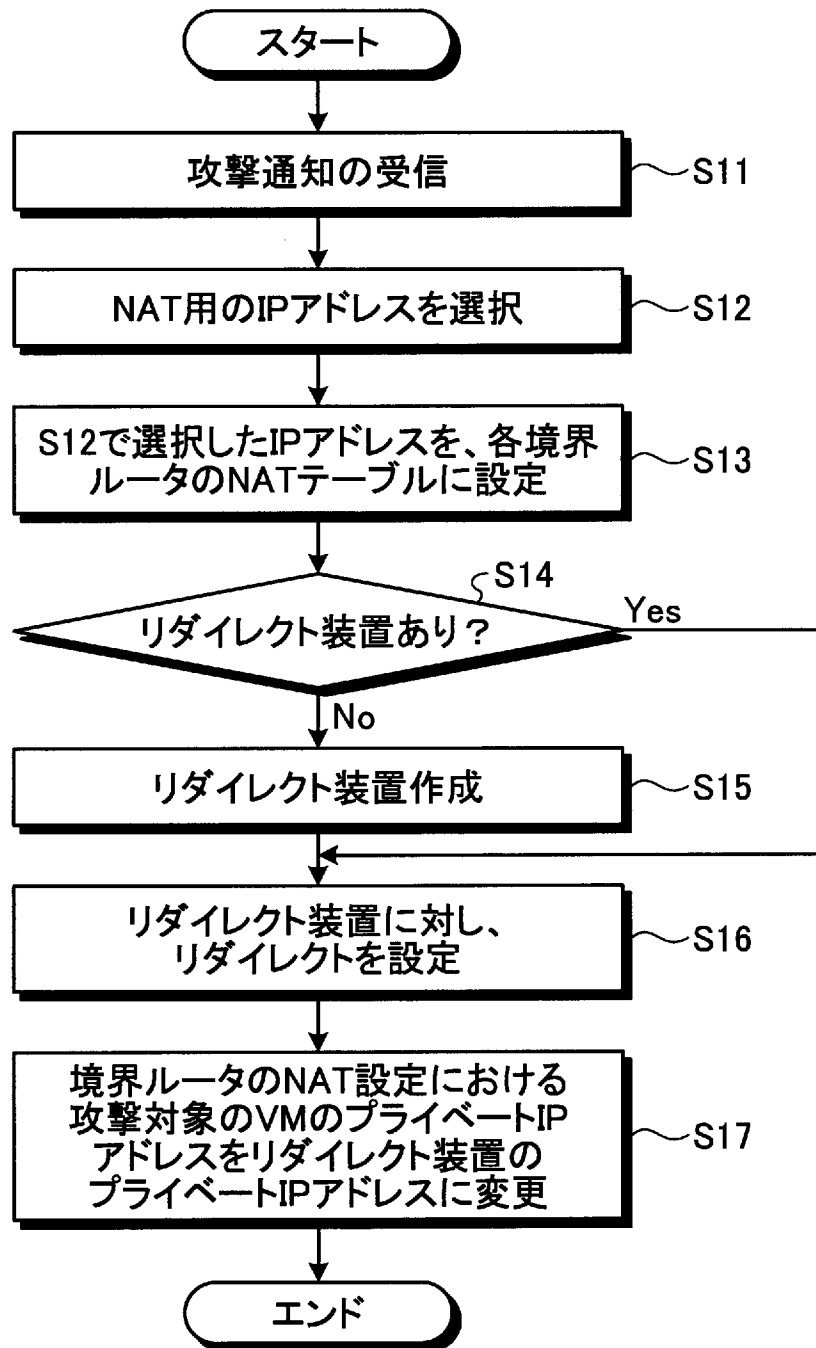 スタート
攻撃通知の受信
S11
NAT用のIPアドレスを選択
S12
S12で選択したIPアドレスを、各境界
ルータのNATテーブルに設定
S13
S14
リダイレクト装置あり？
Yes
No
リダイレクト装置作成
S15
リダイレクト装置に対し、
リダイレクトを設定
S16
境界ルータのNAT設定における
攻撃対象のVMのプライベートIP
アドレスをリダイレクト装置の
プライベートIPアドレスに変更
S17
エンド